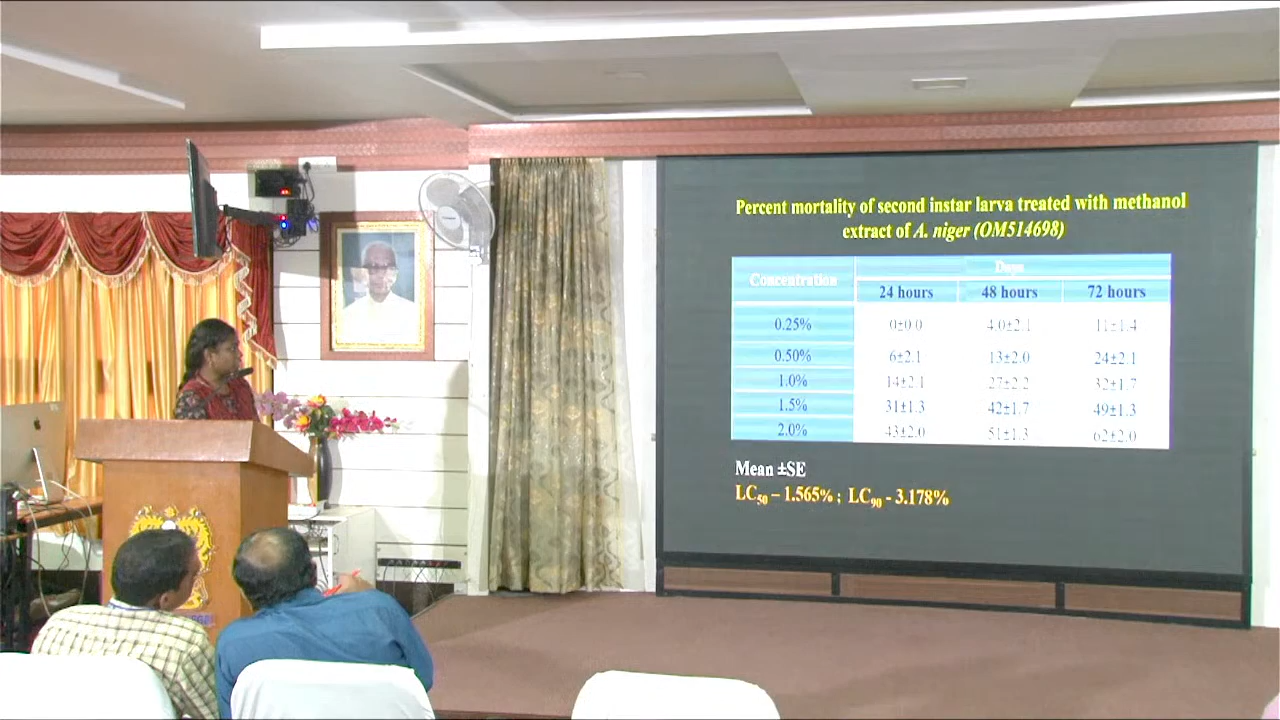 Percent mortality of second instar larva treated with methanol
extract of A. niger (OM514698)
Concentration
Days
24 hours 48 hours 72 hours
0.25% 0±0.0 4.0±2.1 11±1.4
0.50% 6±2.1 13±2.0 24±2.1
1.0% 14±2.1 27±2.2 32±1.7
1.5% 31±1.3 42±1.7 49±1.3
2.0% 43±2.0 51±1.3 62±2.0
Mean ±SE
LC50 – 1.565% ; LC90 - 3.178%